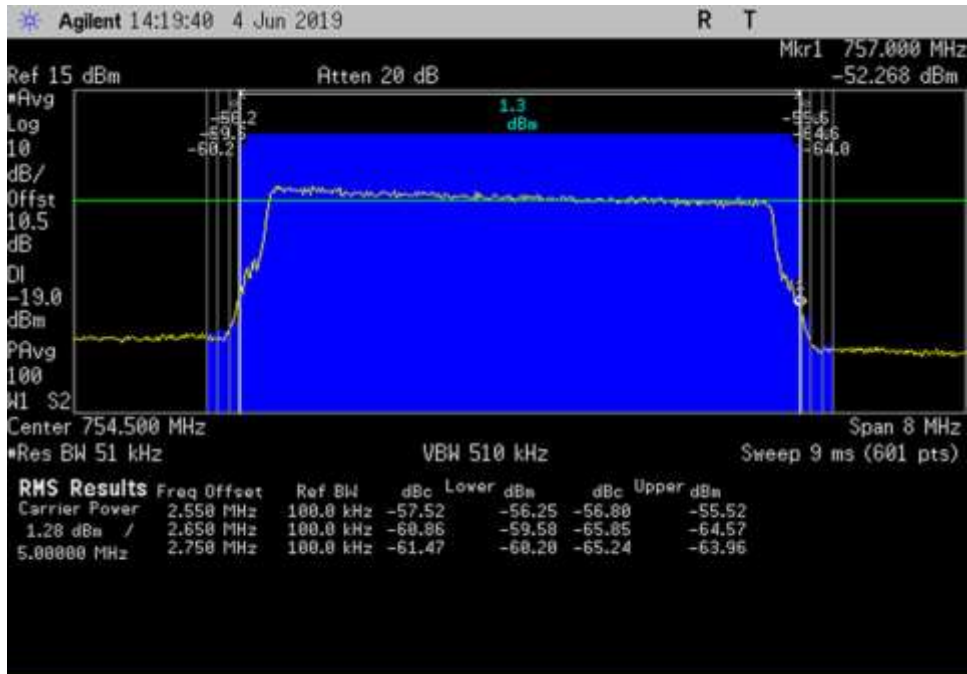 Agilent 14:19:40 4 Jun 2019 R T
Mkr1 757.000 MHz
Ref 15 dBm Atten 20 dB -52.268 dBm
*Avg
Log
10
dB/
Offst
10.5
dB
DI
-19.0
dBm
PAvg
100
W1 S2
1.3
dBm
-56.2
-59.5
-60.2
-55.5
-64.6
-64.0
Center 754.500 MHz Span 8 MHz
*Res BW 51 kHz VBW 510 kHz Sweep 9 ms (601 pts)
RMS Results Freq Offset Ref BW dBc Lower dBm dBc Upper dBm
Carrier Power 2.550 MHz 100.0 kHz -57.52 -56.25 -56.80 -55.52
1.28 dBm / 2.650 MHz 100.0 kHz -60.86 -59.58 -65.85 -64.57
5.00000 MHz 2.750 MHz 100.0 kHz -61.47 -60.20 -65.24 -63.96